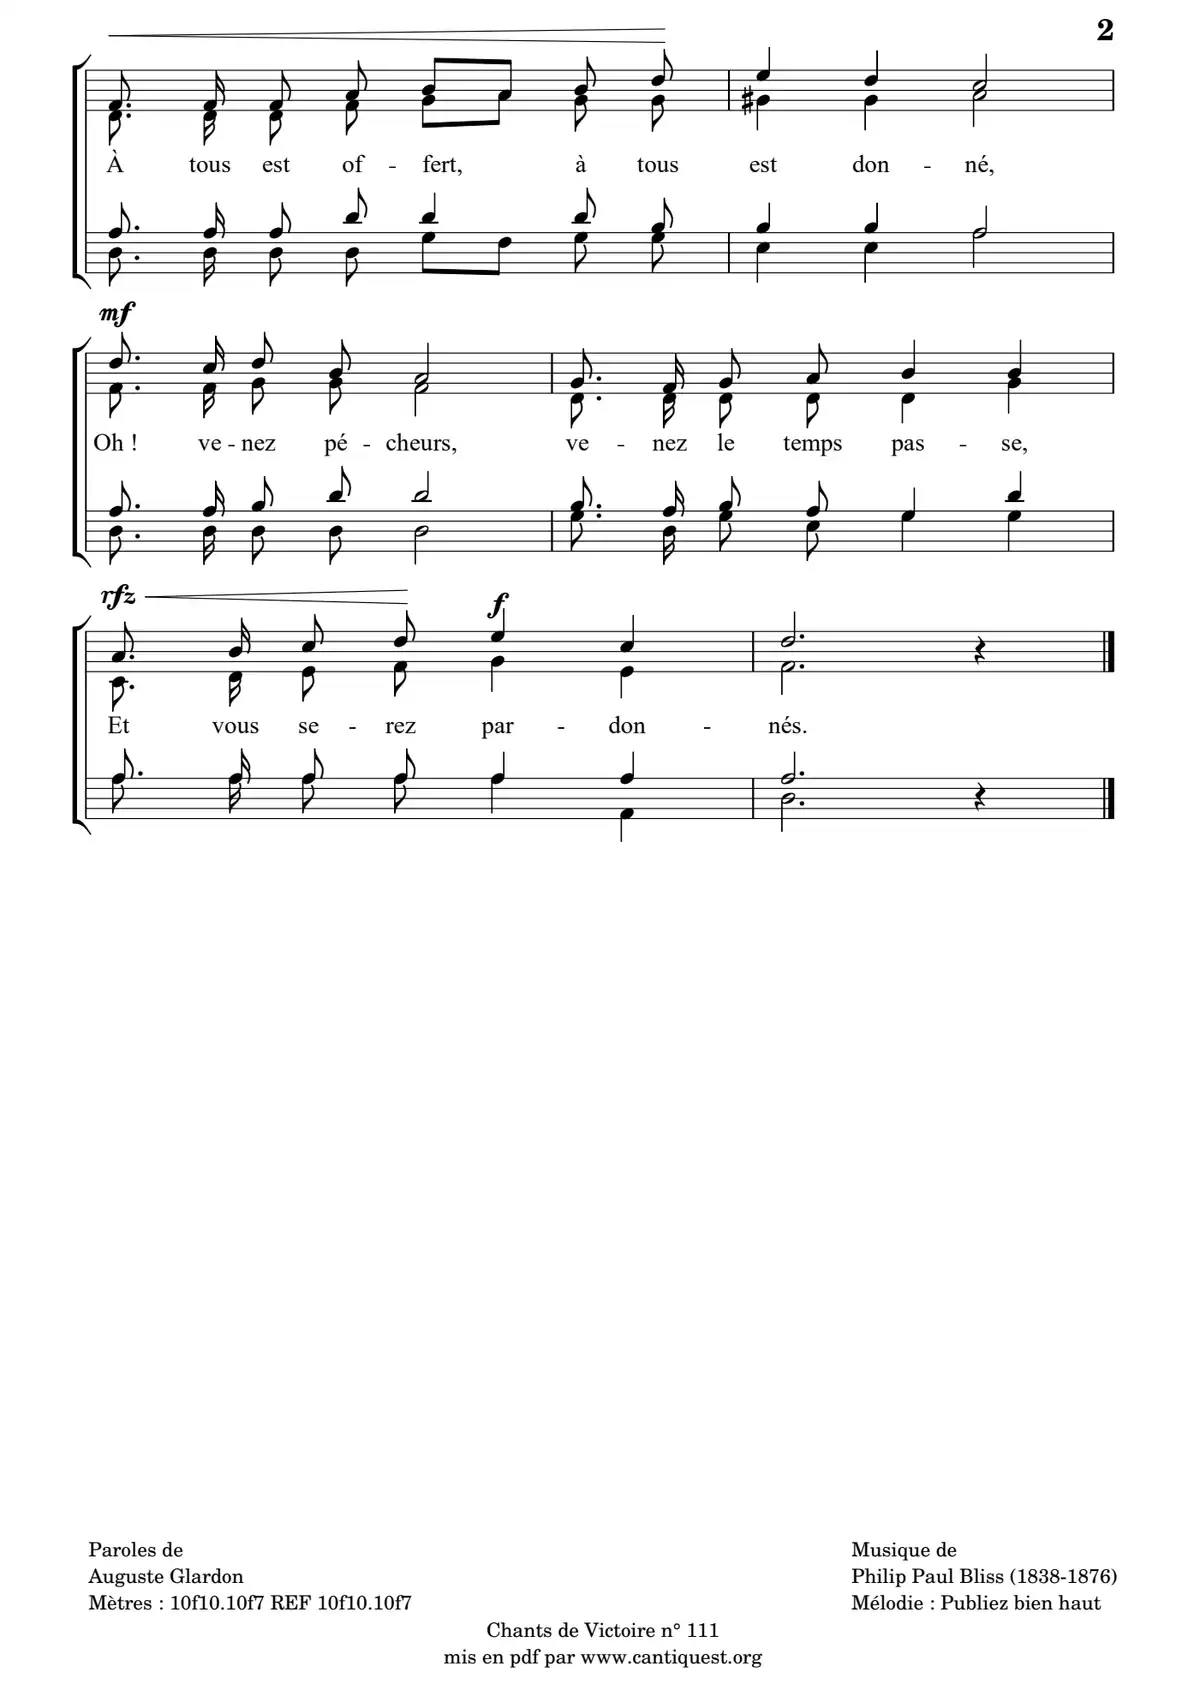 2
À tous est of - fert, à tous est don - né,
mf
Oh ! ve - nez pé - cheurs, ve - nez le temps pas - se,
rfz f
Et vous se - rez par - don - nés.
Paroles de
Auguste Glardon
Mètres : 10f10.10f7 REF 10f10.10f7
Musique de
Philip Paul Bliss (1838-1876)
Mélodie : Publiez bien haut
Chants de Victoire n° 111
mis en pdf par www.cantiquest.org